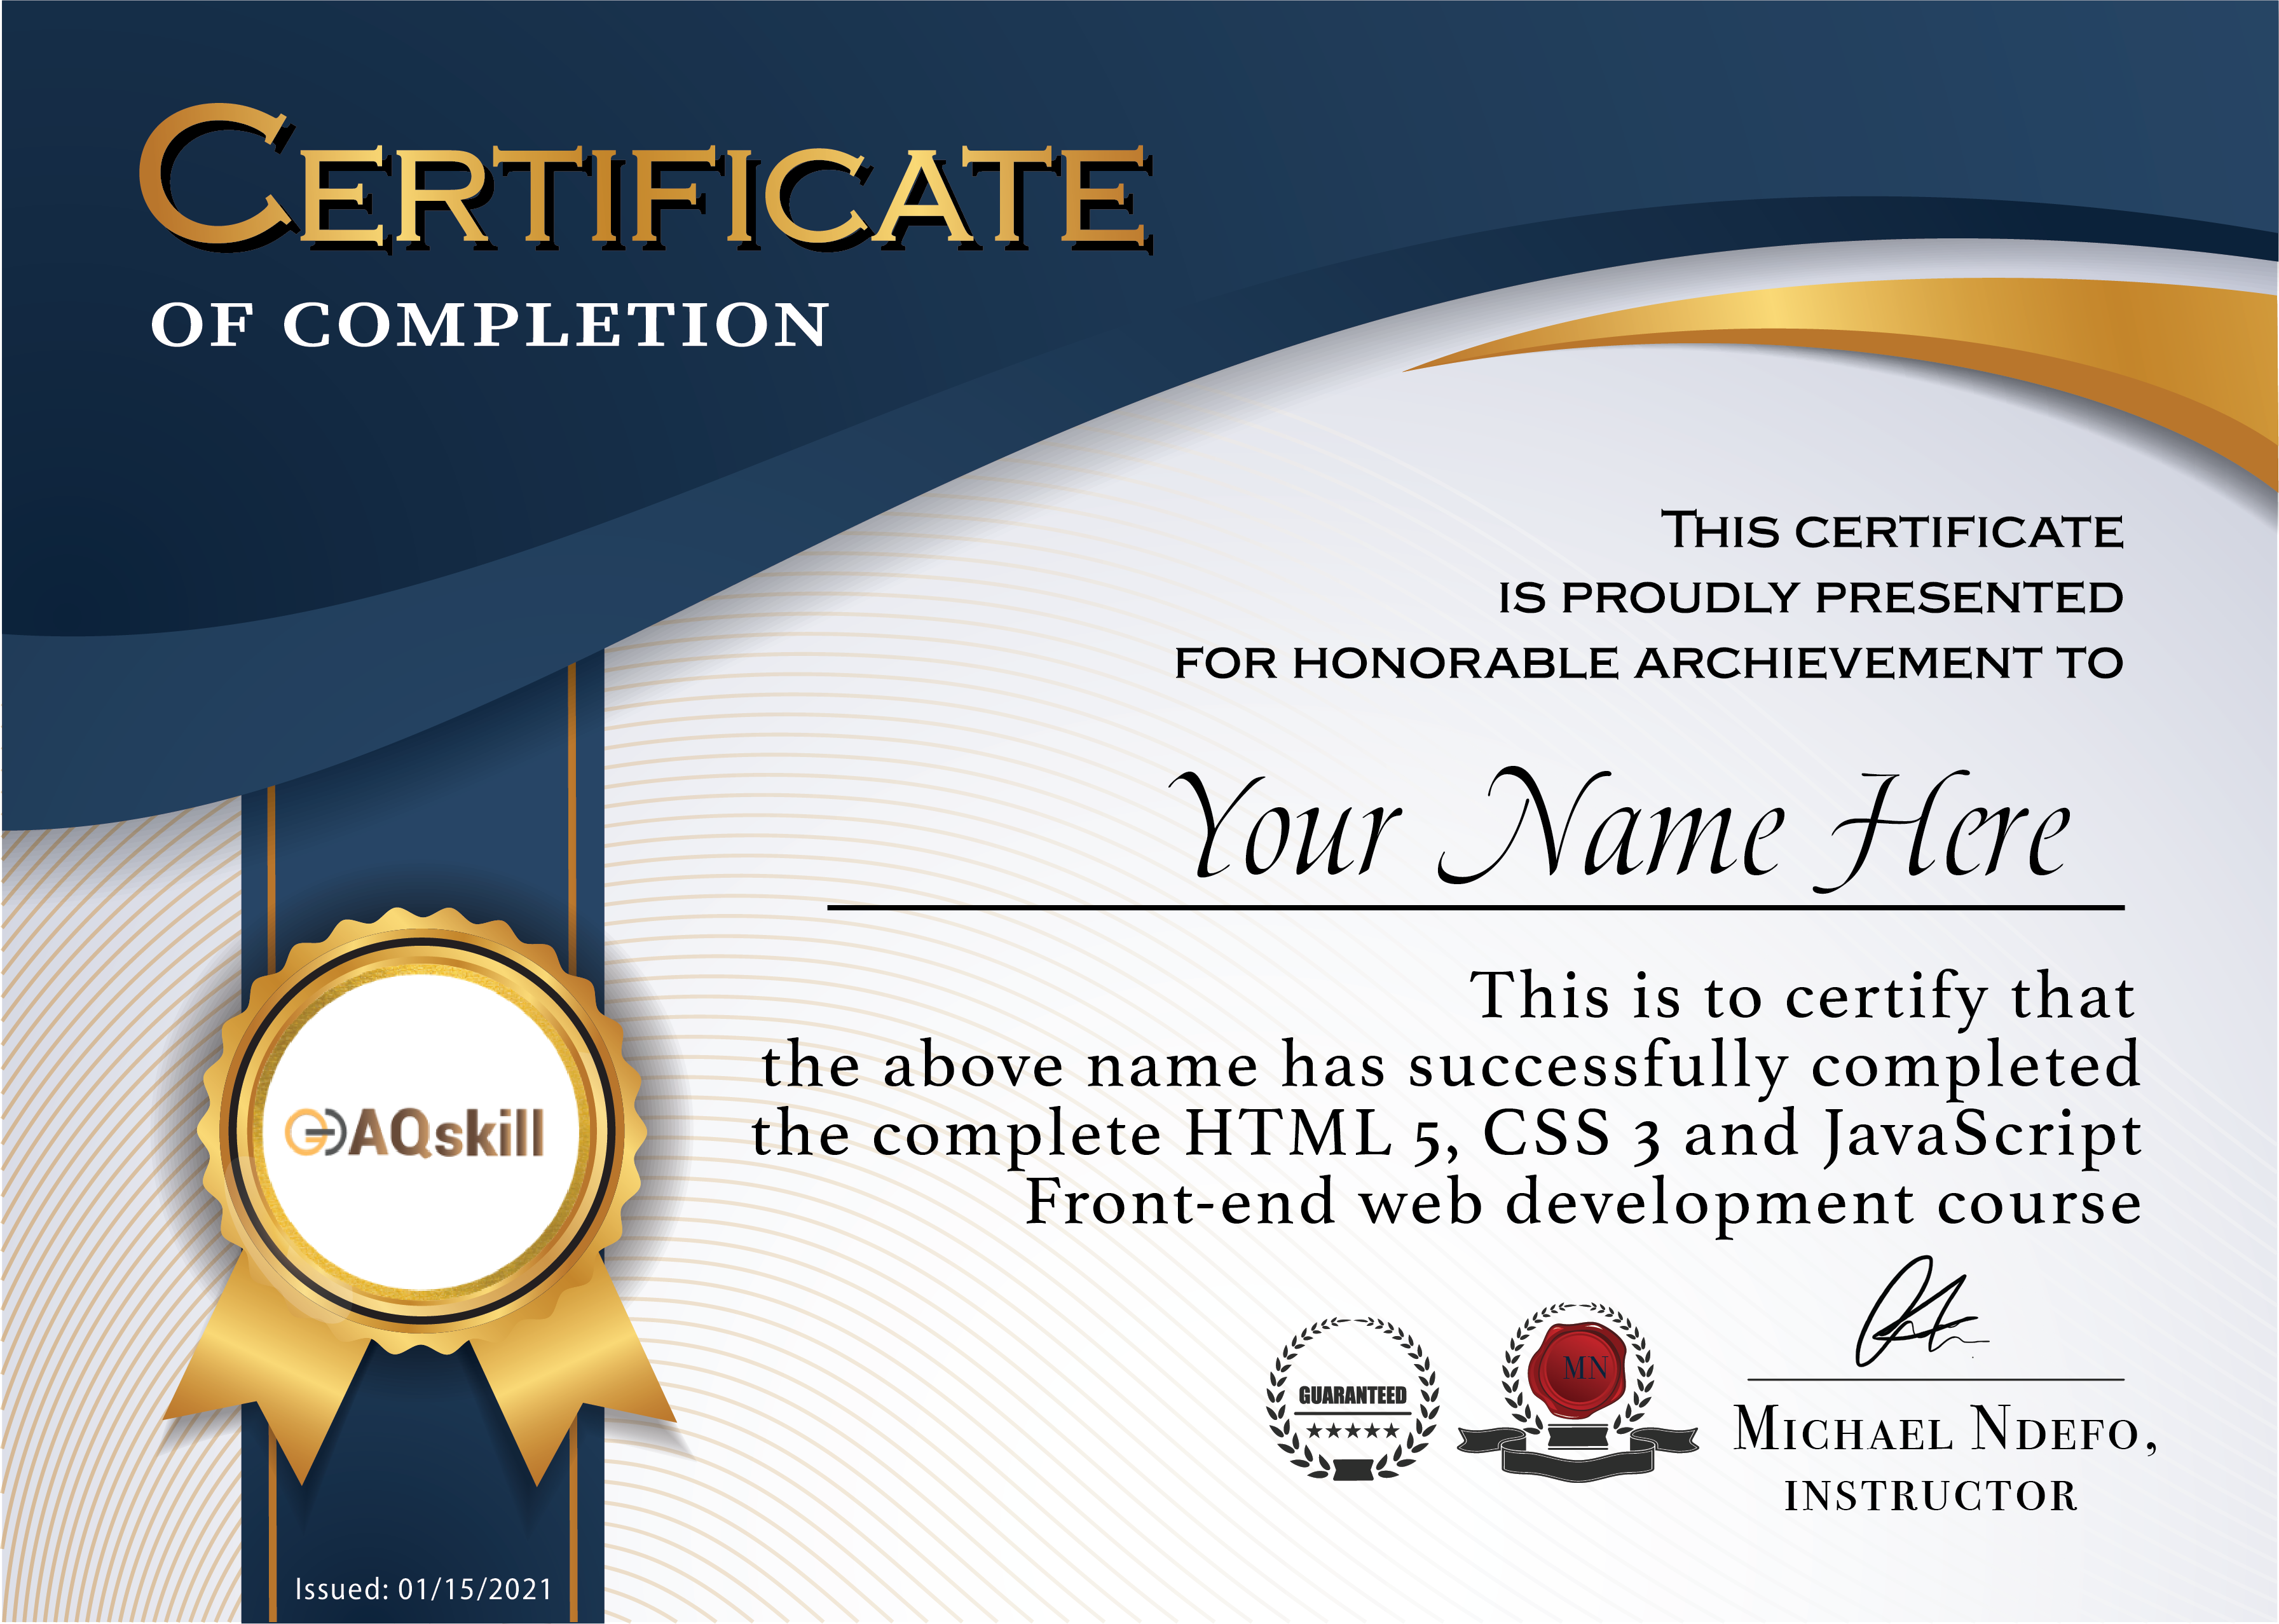 CERTIFICATE
OF COMPLETION
THIS CERTIFICATE
IS PROUDLY PRESENTED
FOR HONORABLE ARCHIEVEMENT TO
Your Name Here
This is to certify that
the above name has successfully completed
the complete HTML 5, CSS 3 and JavaScript
Front-end web development course
AQskill
GUARANTEED
MN
MICHAEL NDEFO,
INSTRUCTOR
Issued: 01/15/2021